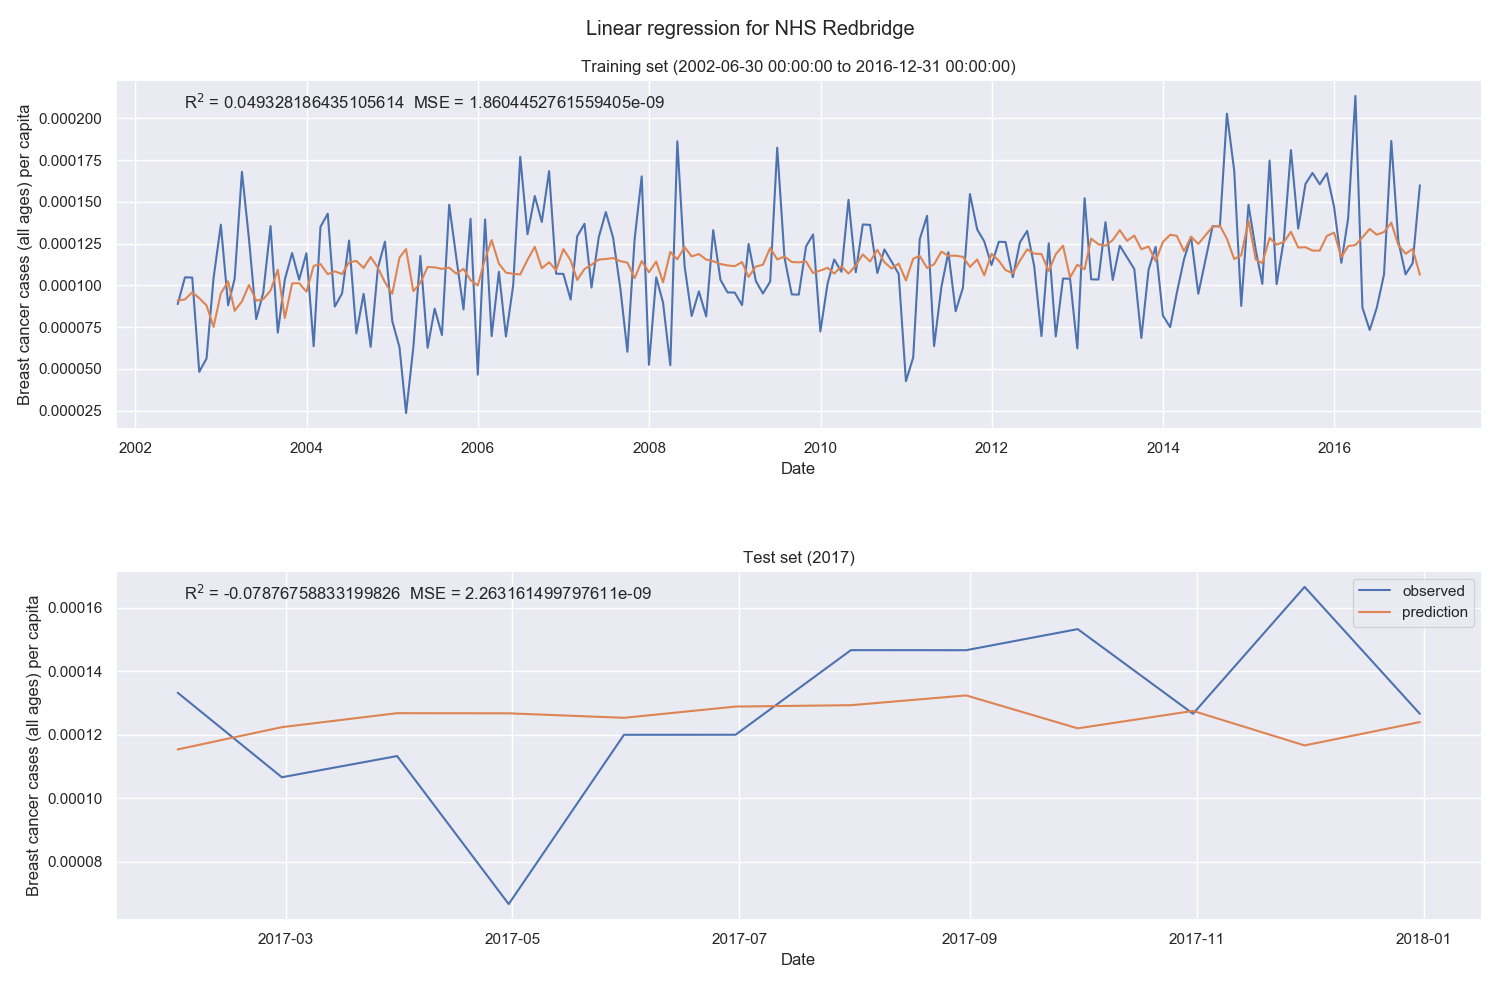 Linear regression for NHS Redbridge
Training set (2002-06-30 00:00:00 to 2016-12-31 00:00:00)
R² = 0.049328186435105614 MSE = 1.8604452761559405e-09
Breast cancer cases (all ages) per capita
0.000200
0.000175
0.000150
0.000125
0.000100
0.000075
0.000050
0.000025
2002 2004 2006 2008 2010 2012 2014 2016
Date
Test set (2017)
R² = -0.07876758833199826 MSE = 2.263161499797611e-09
observed
prediction
Breast cancer cases (all ages) per capita
0.00016
0.00014
0.00012
0.00010
0.00008
2017-03 2017-05 2017-07 2017-09 2017-11 2018-01
Date